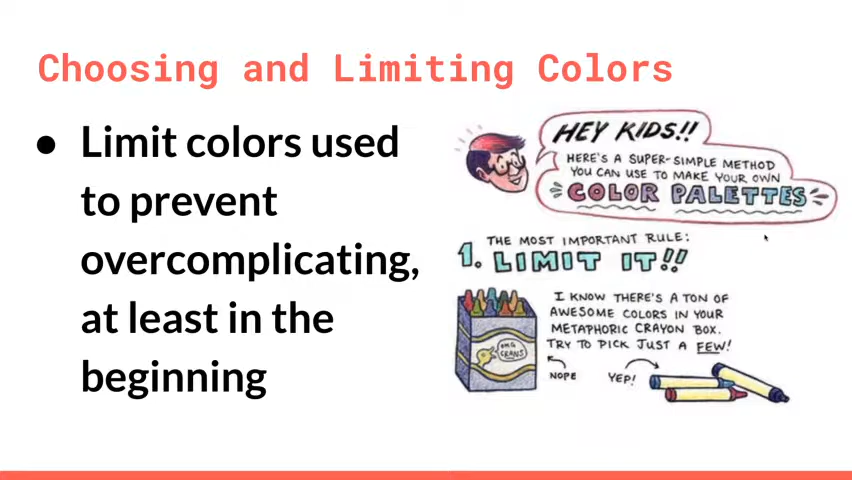 Choosing and Limiting Colors
● Limit colors used
to prevent
overcomplicating,
at least in the
beginning
HEY KIDS!!
HERE'S A SUPER-SIMPLE METHOD
YOU CAN USE TO MAKE YOUR OWN
COLOR PALETTES
THE MOST IMPORTANT RULE:
1. LIMIT IT!!
I KNOW THERE'S A TON OF
AWESOME COLORS IN YOUR
METAPHORIC CRAYON BOX.
TRY TO PICK JUST A FEW!
OMG
CRANS
NOPE
YEP!